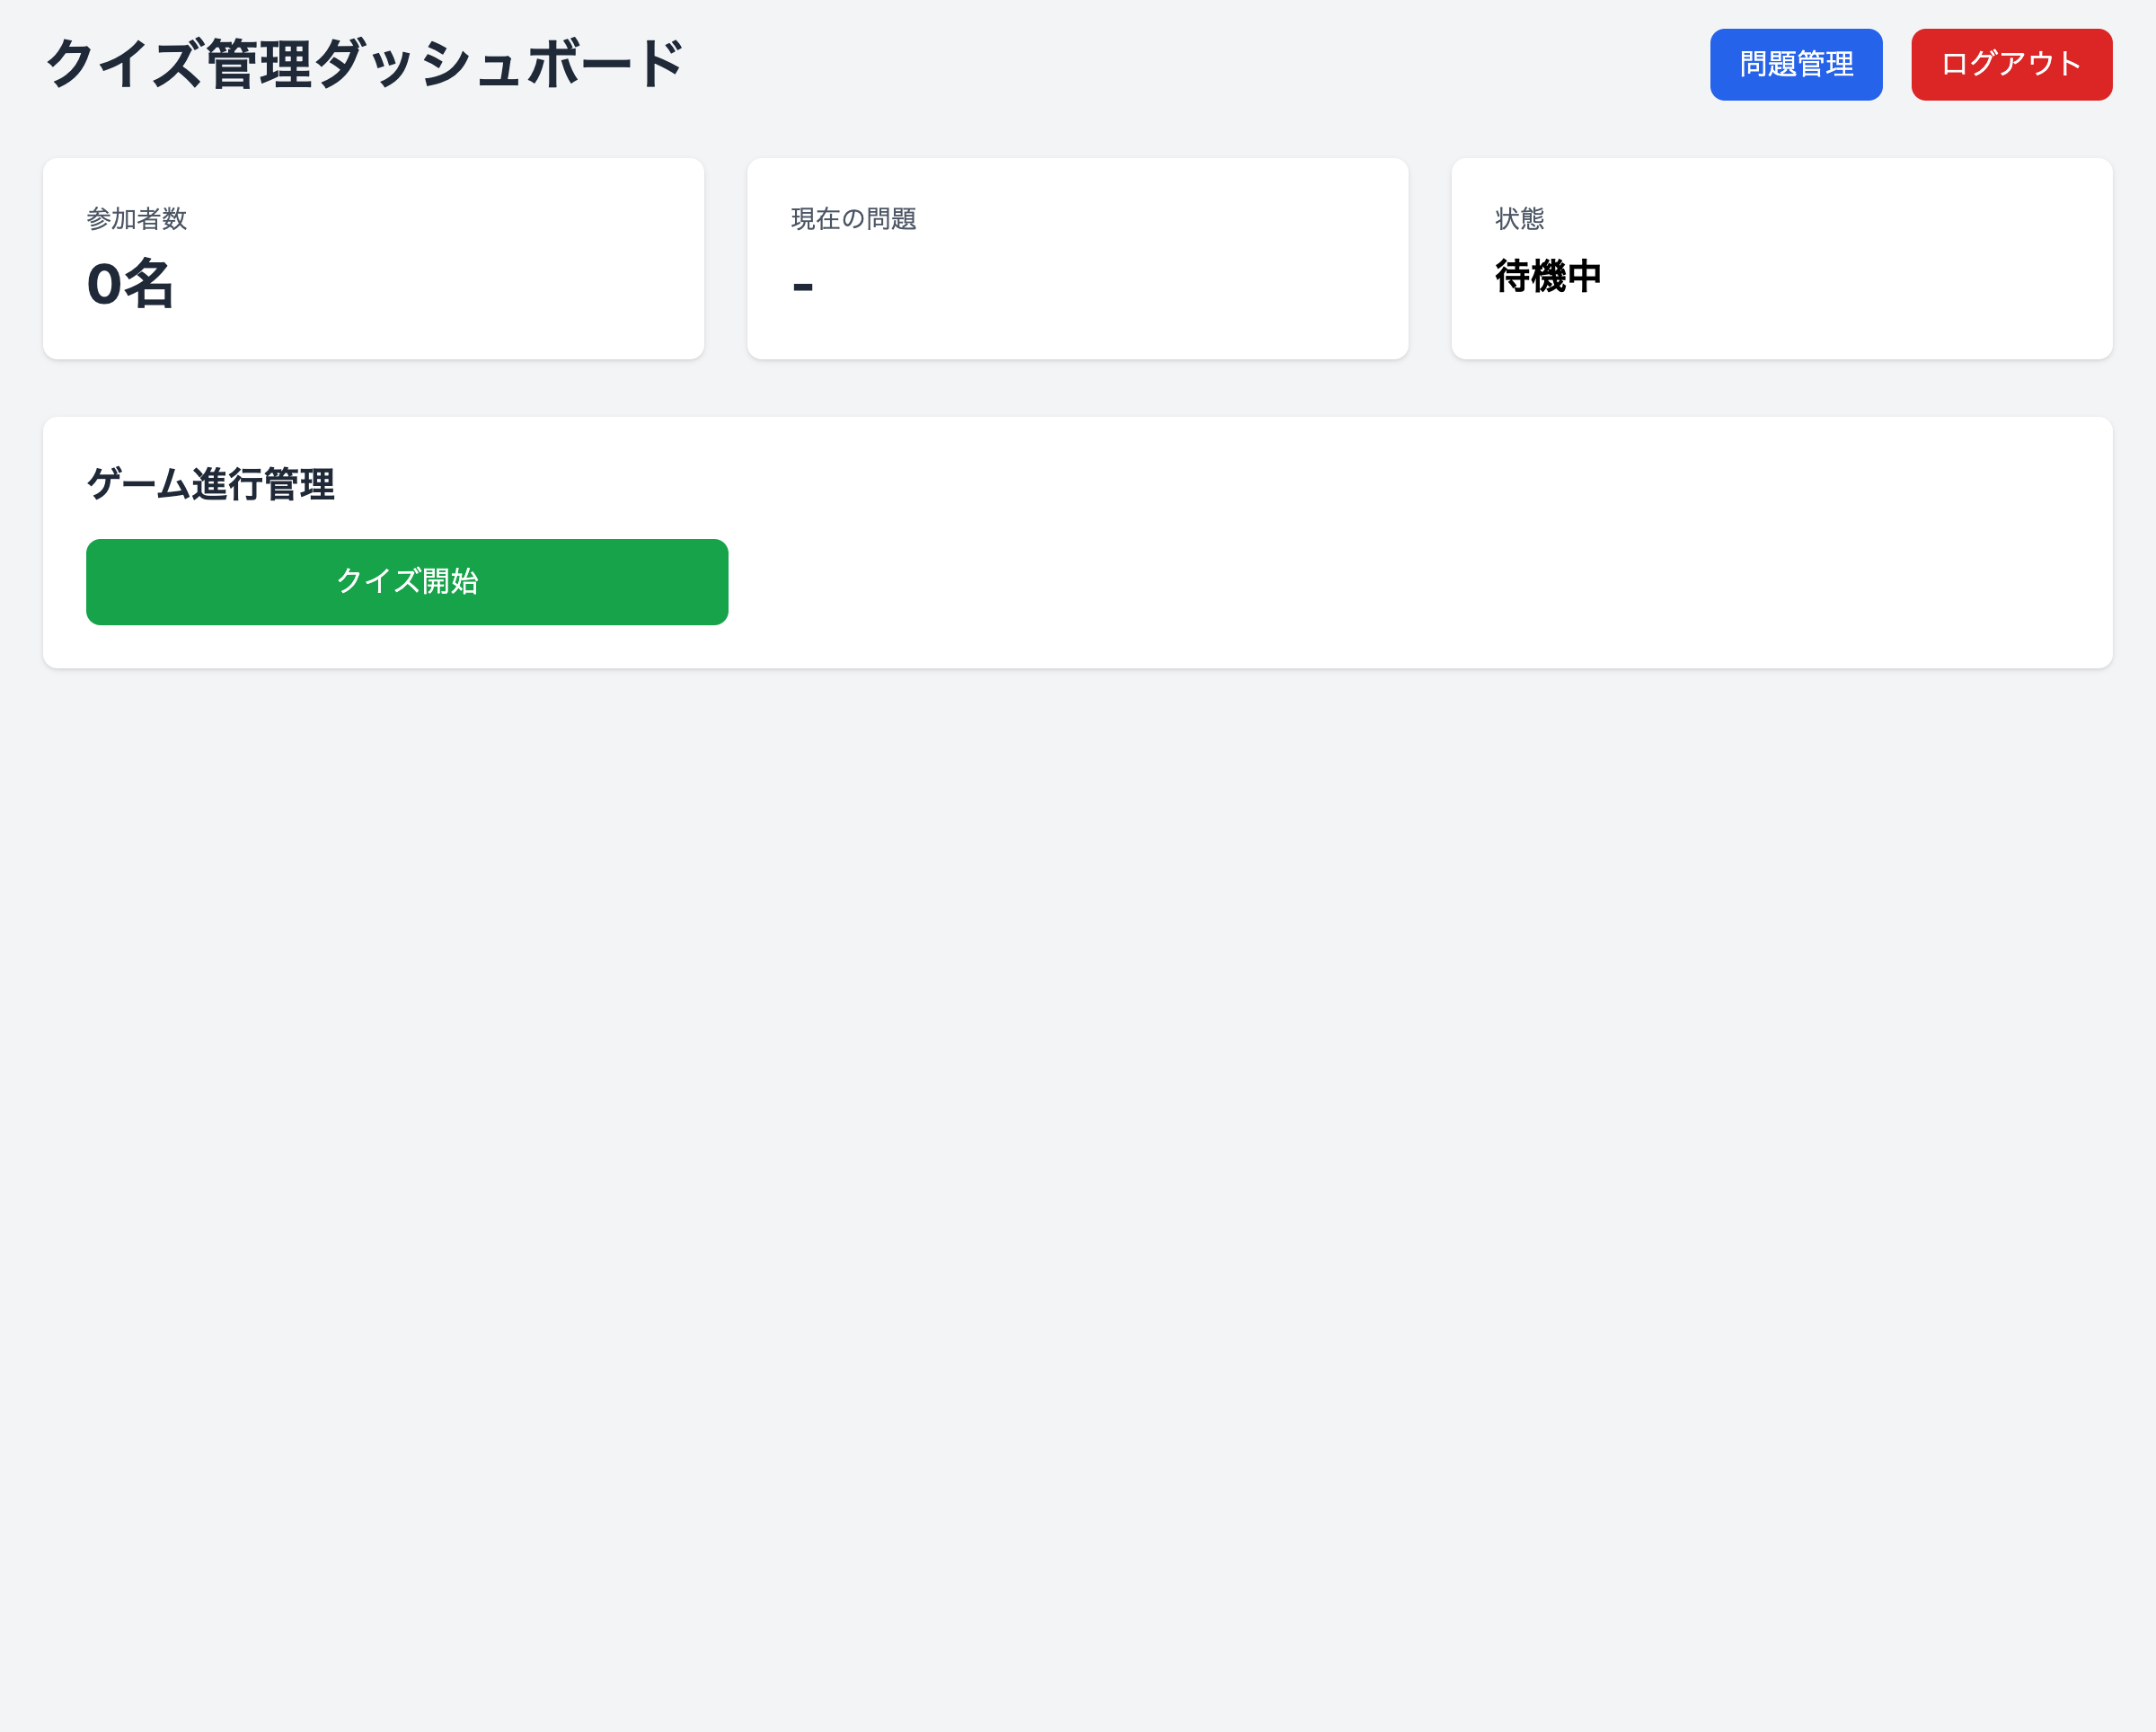 クイズ管理ダッシュボード
問題管理
ログアウト
参加者数
0名
現在の問題
-
状態
待機中
ゲーム進行管理
クイズ開始